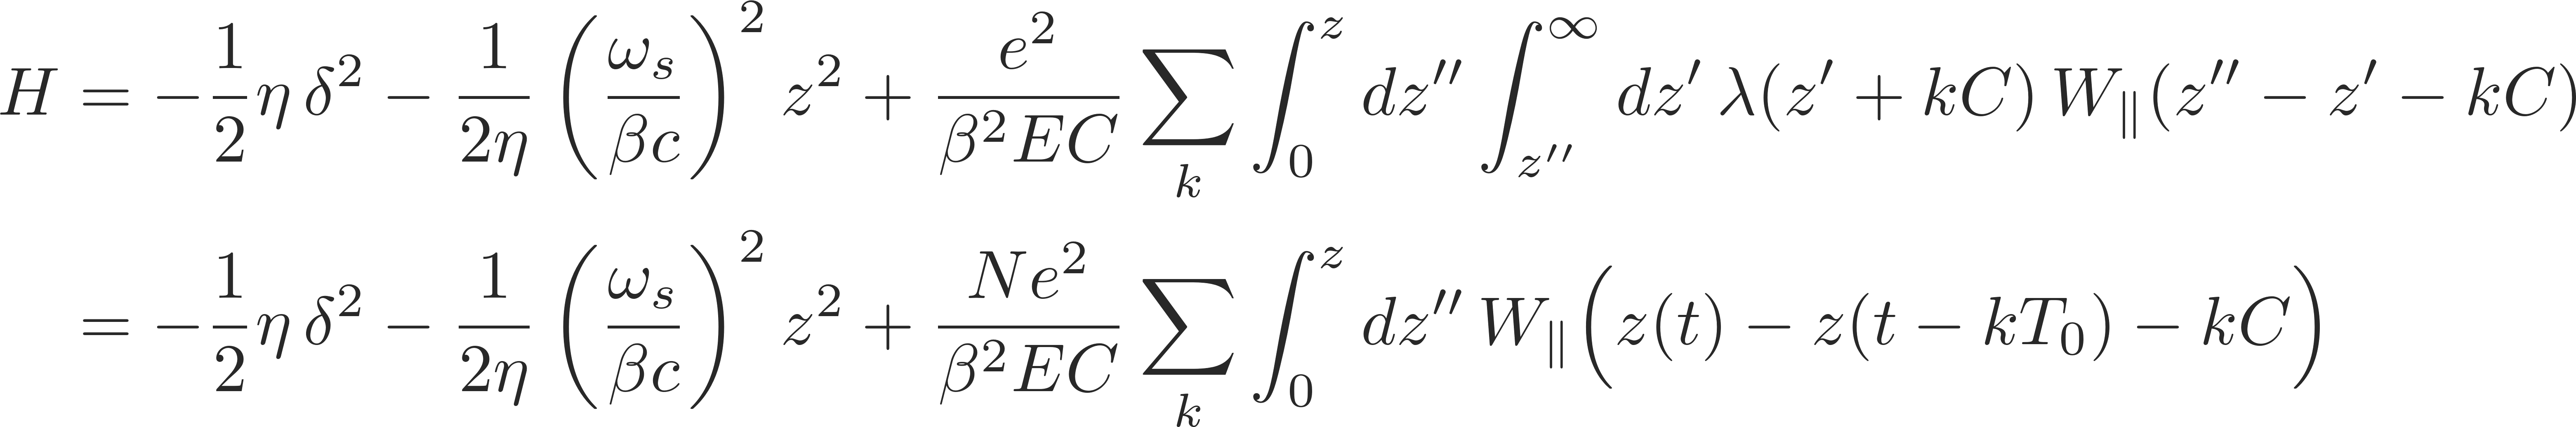 H = -\frac{1}{2}\eta\,\delta^2 - \frac{1}{2\eta}\left(\frac{\omega_s}{\beta c}\right)^2 z^2 + \frac{e^2}{\beta^2 EC}\sum_k \int_0^z dz'' \int_{z''}^{\infty} dz'\,\lambda(z' + kC)\,W_{\parallel}(z'' - z' - kC)
= -\frac{1}{2}\eta\,\delta^2 - \frac{1}{2\eta}\left(\frac{\omega_s}{\beta c}\right)^2 z^2 + \frac{Ne^2}{\beta^2 EC}\sum_k \int_0^z dz''\,W_{\parallel}\Big(z(t) - z(t - kT_0) - kC\Big)